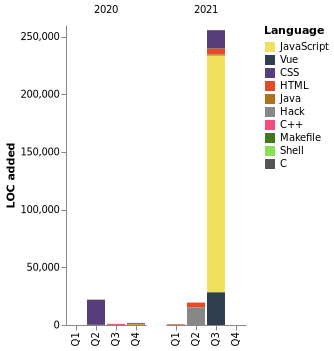 2020
2021
LOC added
250,000
200,000
150,000
100,000
50,000
0
Q1
Q2
Q3
Q4
Q1
Q2
Q3
Q4
Language
JavaScript
Vue
CSS
HTML
Java
Hack
C++
Makefile
Shell
C